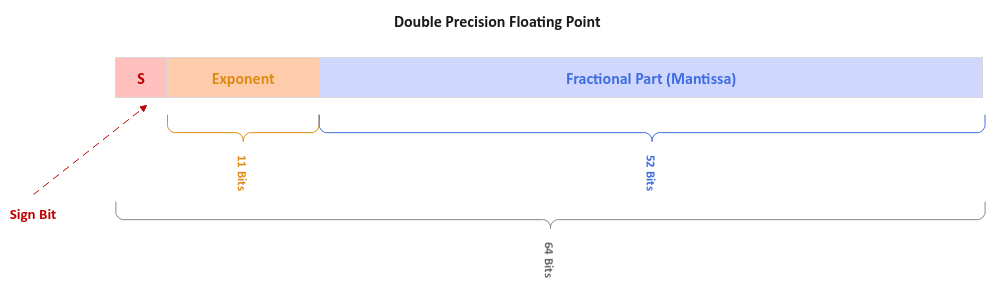 Double Precision Floating Point
S
Exponent
Fractional Part (Mantissa)
11 Bits
52 Bits
Sign Bit
64 Bits